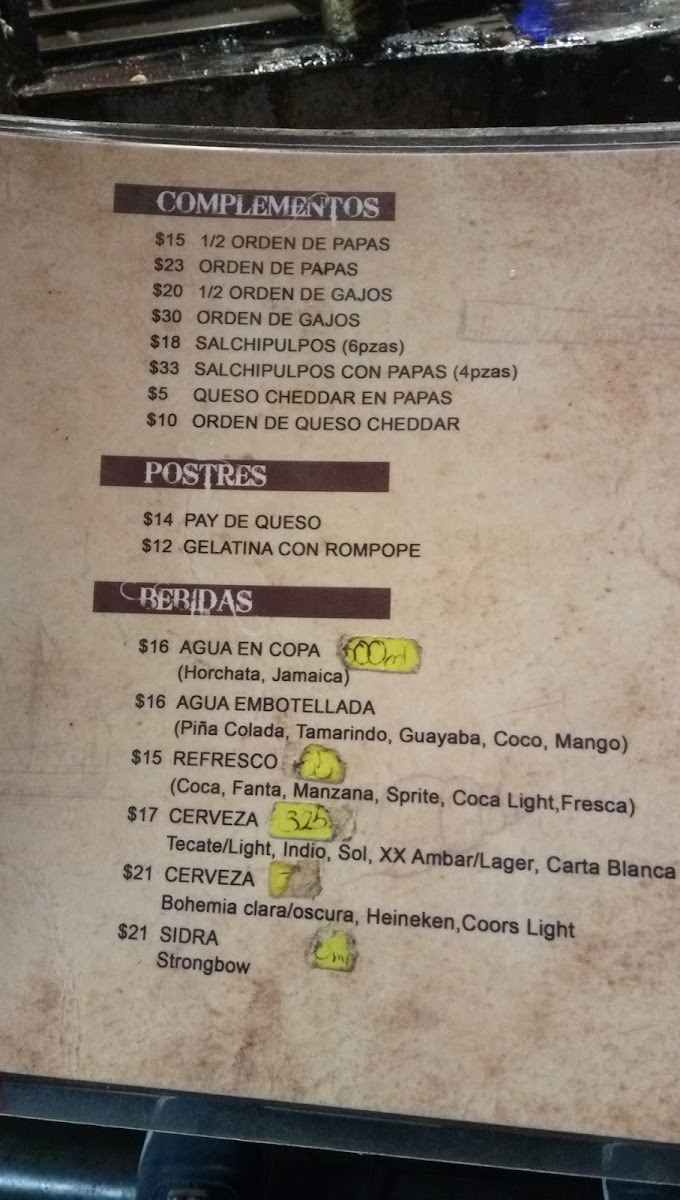 COMPLEMENTOS
$15 1/2 ORDEN DE PAPAS
$23 ORDEN DE PAPAS
$20 1/2 ORDEN DE GAJOS
$30 ORDEN DE GAJOS
$18 SALCHIPULPOS (6pzas)
$33 SALCHIPULPOS CON PAPAS (4pzas)
$5 QUESO CHEDDAR EN PAPAS
$10 ORDEN DE QUESO CHEDDAR
POSTRES
$14 PAY DE QUESO
$12 GELATINA CON ROMPOPE
BEBIDAS
$16 AGUA EN COPA
(Horchata, Jamaica)
$16 AGUA EMBOTELLADA
(Piña Colada, Tamarindo, Guayaba, Coco, Mango)
$15 REFRESCO
(Coca, Fanta, Manzana, Sprite, Coca Light,Fresca)
$17 CERVEZA 325
Tecate/Light, Indio, Sol, XX Ambar/Lager, Carta Blanca
$21 CERVEZA
Bohemia clara/oscura, Heineken,Coors Light
$21 SIDRA
Strongbow